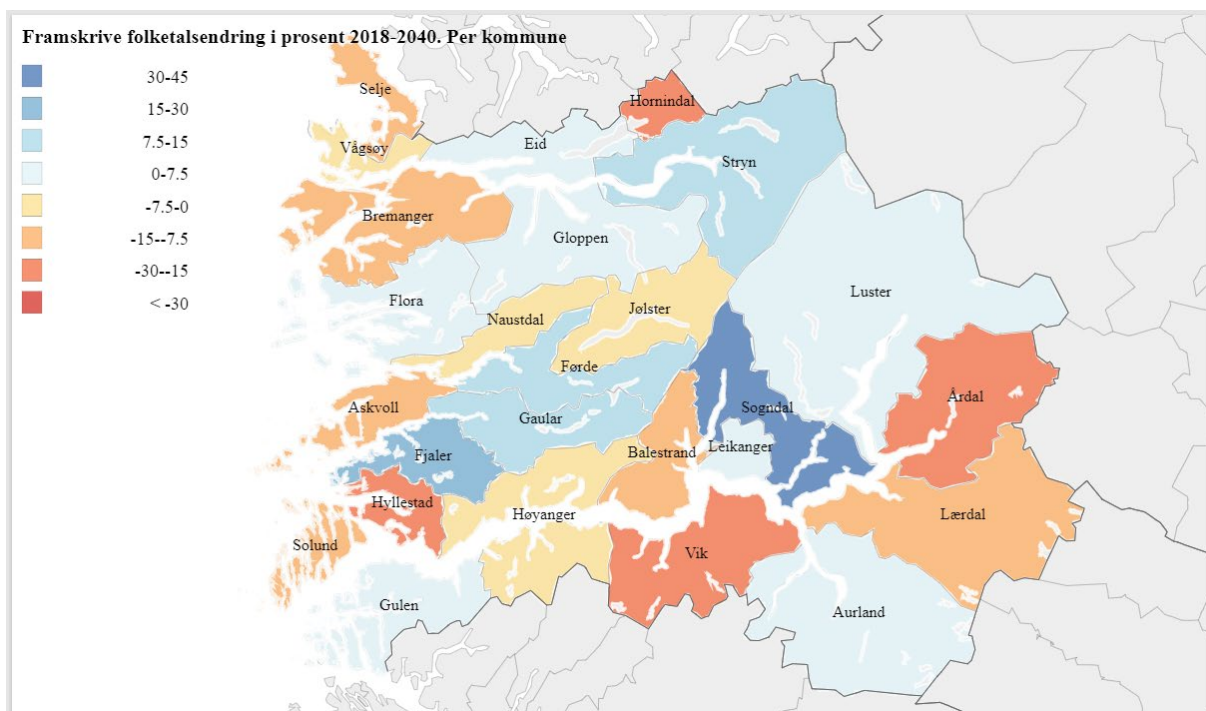 Framskrive folketalsendring i prosent 2018-2040. Per kommune
30-45
15-30
7.5-15
0-7.5
-7.5-0
-15--7.5
-30--15
< -30
Selje
Hornindal
Vågsøy
Eid
Stryn
Bremanger
Gloppen
Luster
Flora
Jølster
Naustdal
Førde
Årdal
Askvoll
Sogndal
Gaular
Leikanger
Balestrand
Fjaler
Hyllestad
Høyanger
Lærdal
Solund
Vik
Gulen
Aurland